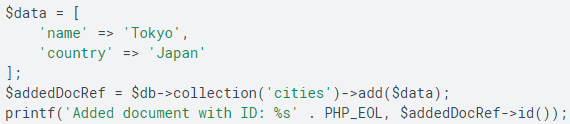 $data = [
    'name' => 'Tokyo',
    'country' => 'Japan'
];
$addedDocRef = $db->collection('cities')->add($data);
printf('Added document with ID: %s' . PHP_EOL, $addedDocRef->id());